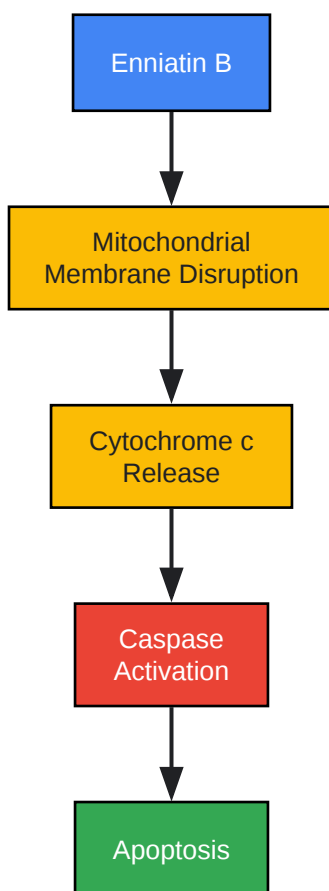 Enniatin B
Mitochondrial
Membrane Disruption
Cytochrome c
Release
Caspase
Activation
Apoptosis